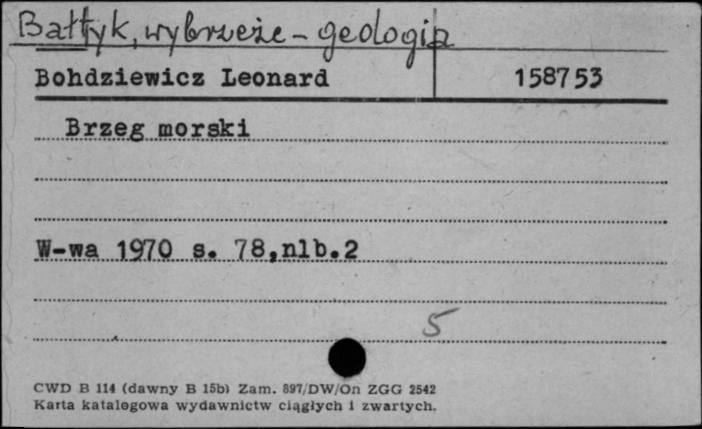 Bałtyk, wybrzeże - geologia
Bohdziewicz Leonard 158753
Brzeg morski
W-wa 1970 s. 78,nlb.2
5
CWD B 114 (dawny B 15b) Zam. 897/DW/On ZGG 2542
Karta katalogowa wydawnictw ciągłych i zwartych.